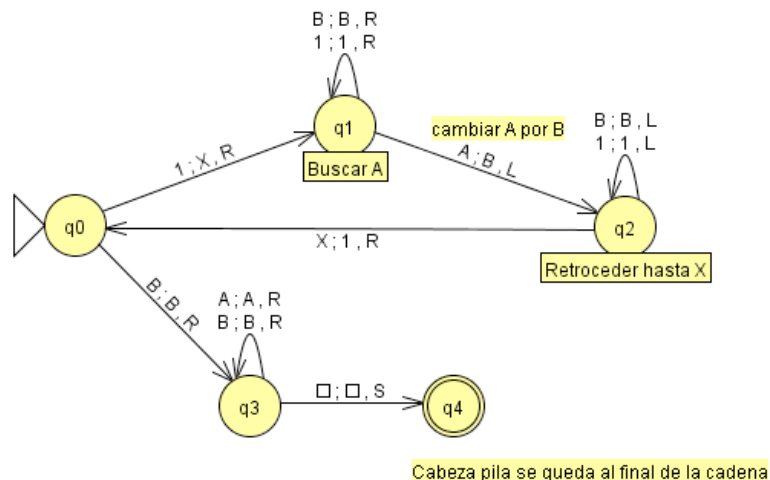 B ; B , R
1 ; 1 , R
q1
Buscar A
cambiar A por B
B ; B , L
1 ; 1 , L
1 ; X , R
A ; B , L
q0
q2
X ; 1 , R
Retroceder hasta X
B ; B , R
A ; A , R
B ; B , R
q3
□ ; □ , S
q4
Cabeza pila se queda al final de la cadena